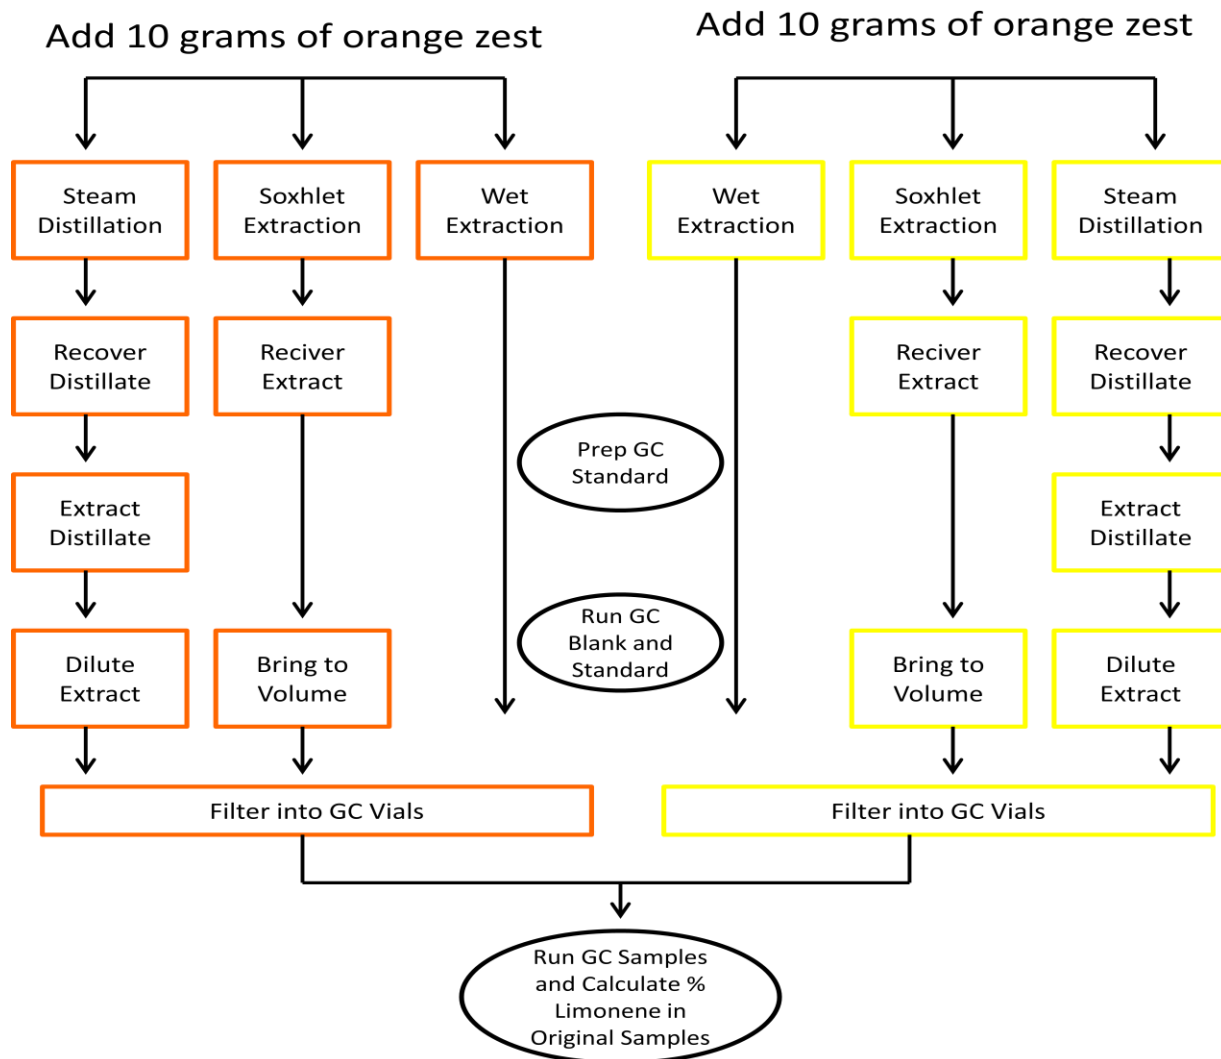 Add 10 grams of orange zest
Add 10 grams of orange zest
Steam
Distillation
Soxhlet
Extraction
Wet
Extraction
Wet
Extraction
Soxhlet
Extraction
Steam
Distillation
Recover
Distillate
Reciver
Extract
Reciver
Extract
Recover
Distillate
Prep GC
Standard
Extract
Distillate
Extract
Distillate
Run GC
Blank and
Standard
Dilute
Extract
Bring to
Volume
Bring to
Volume
Dilute
Extract
Filter into GC Vials
Filter into GC Vials
Run GC Samples
and Calculate %
Limonene in
Original Samples